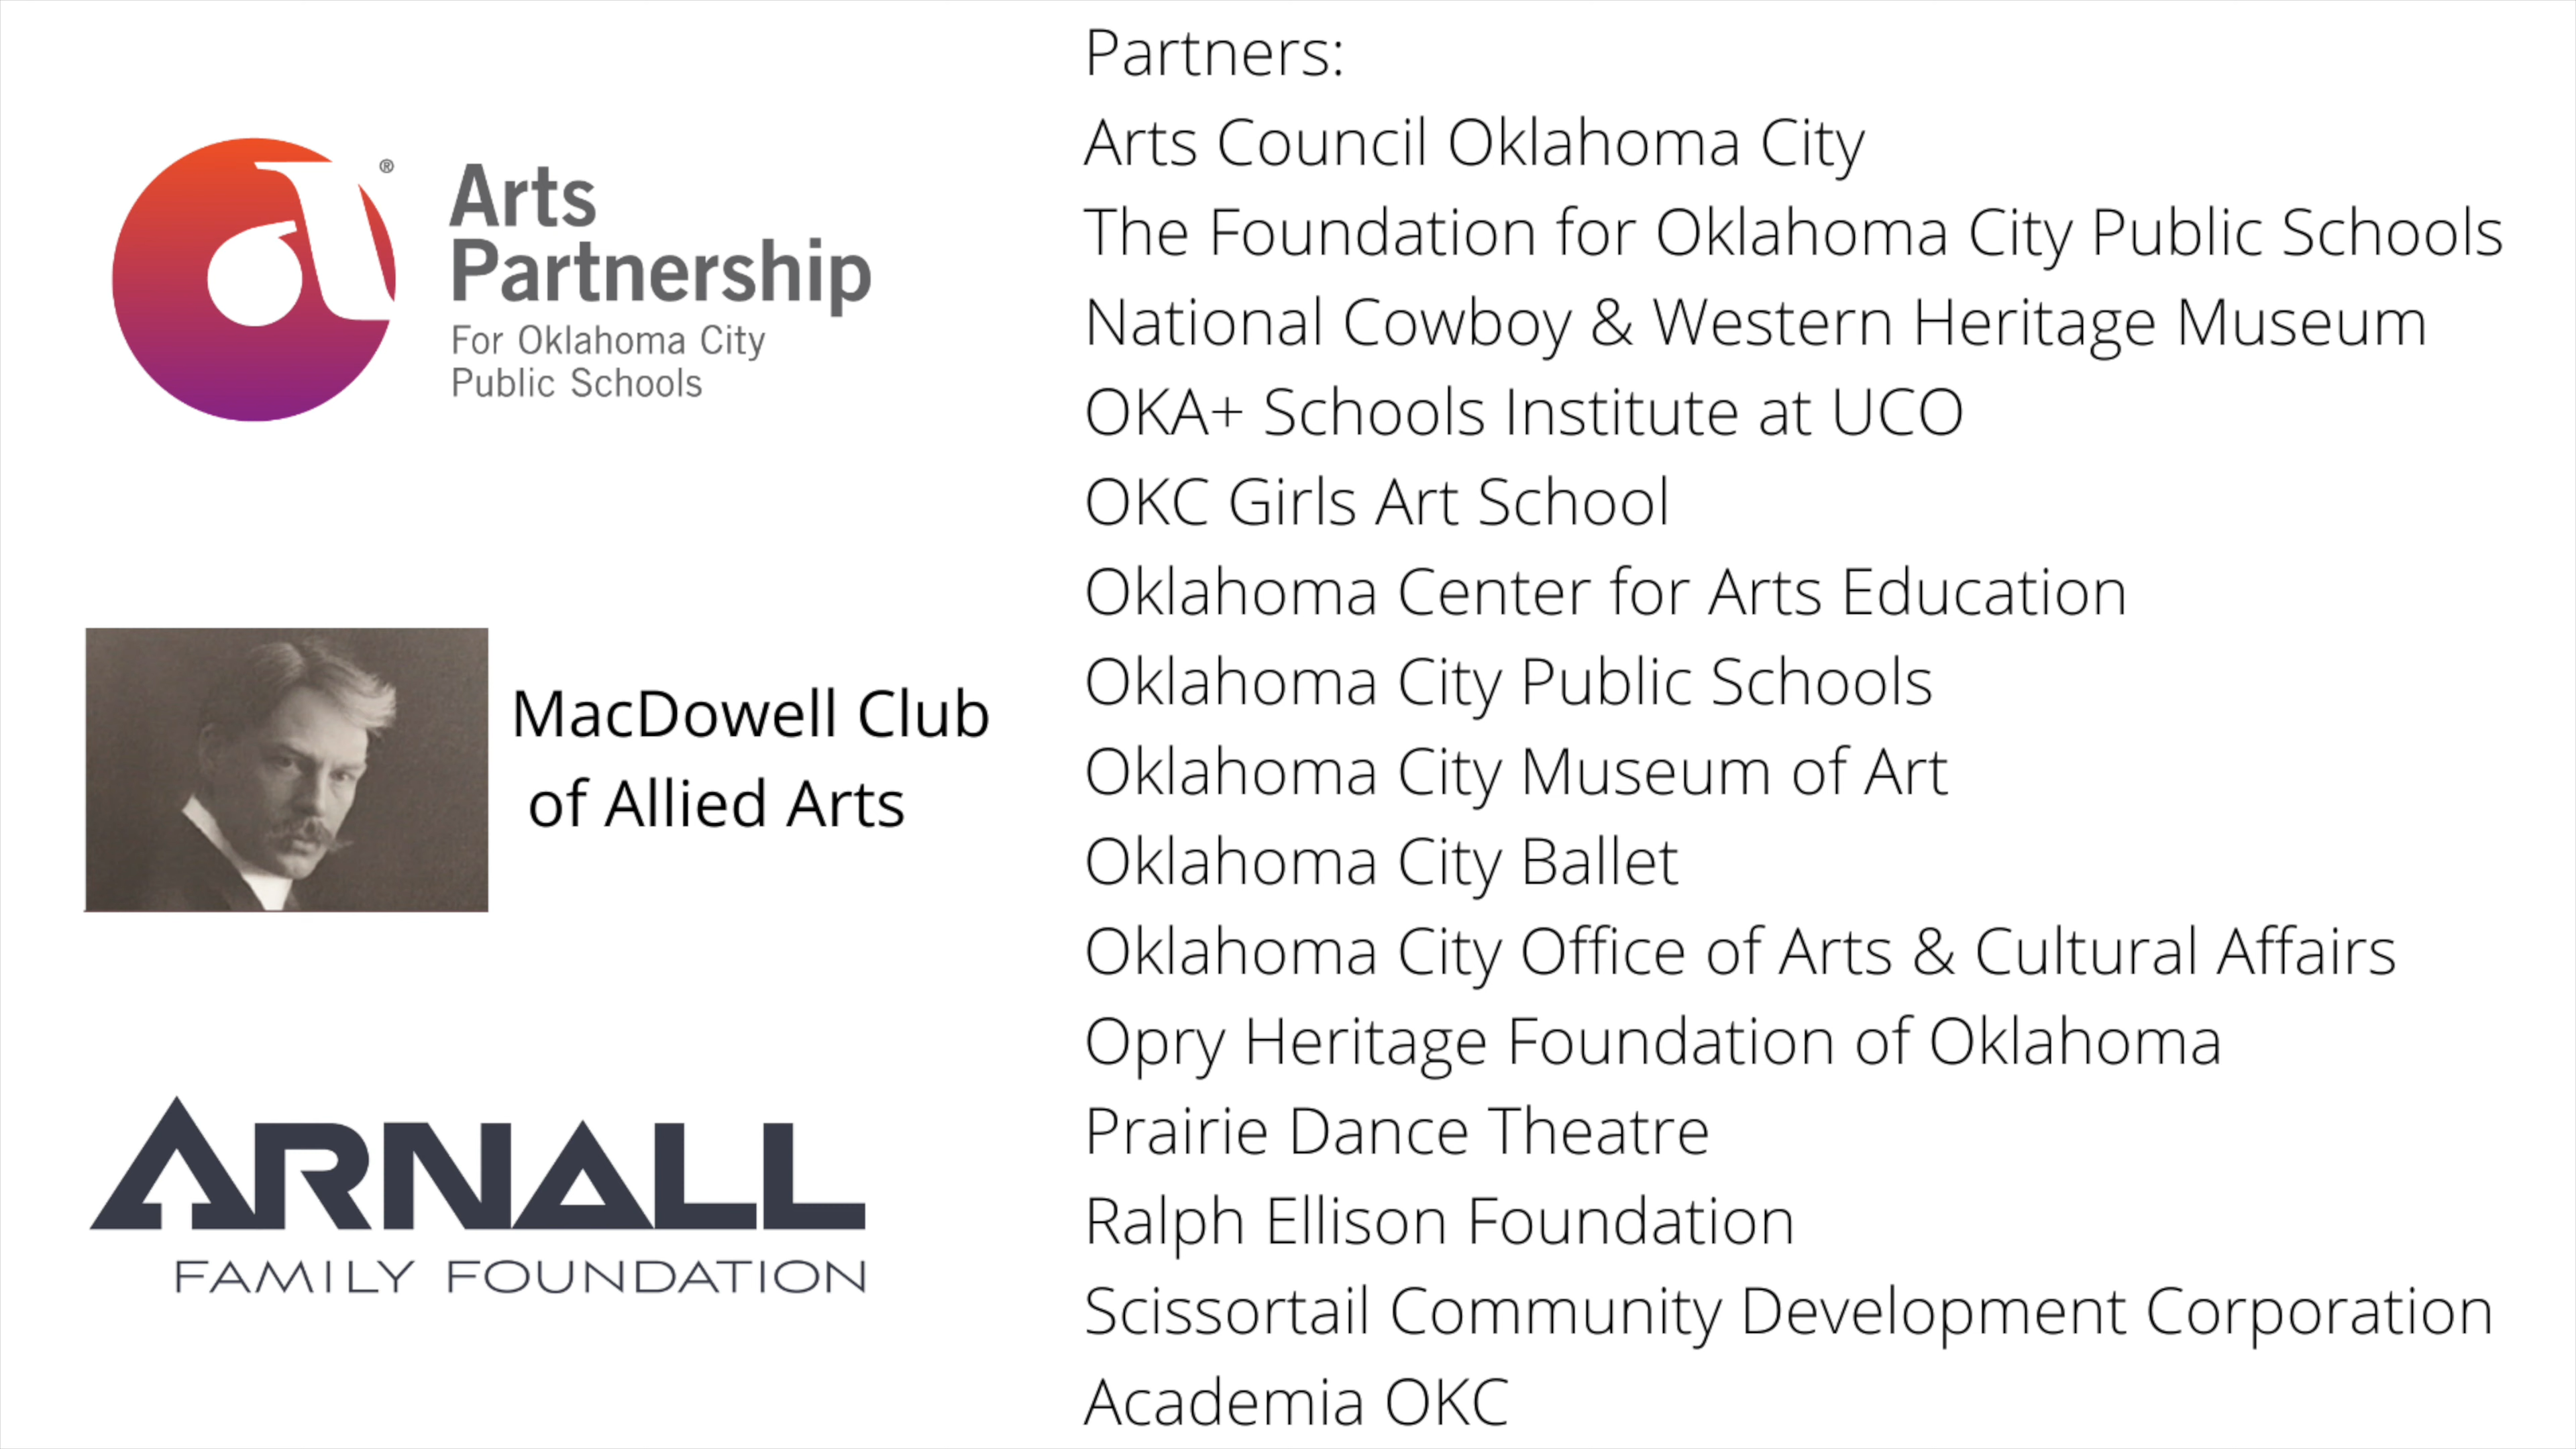 Arts
Partnership
For Oklahoma City
Public Schools
®
MacDowell Club
of Allied Arts
ARNALL
FAMILY FOUNDATION
Partners:
Arts Council Oklahoma City
The Foundation for Oklahoma City Public Schools
National Cowboy & Western Heritage Museum
OKA+ Schools Institute at UCO
OKC Girls Art School
Oklahoma Center for Arts Education
Oklahoma City Public Schools
Oklahoma City Museum of Art
Oklahoma City Ballet
Oklahoma City Office of Arts & Cultural Affairs
Opry Heritage Foundation of Oklahoma
Prairie Dance Theatre
Ralph Ellison Foundation
Scissortail Community Development Corporation
Academia OKC